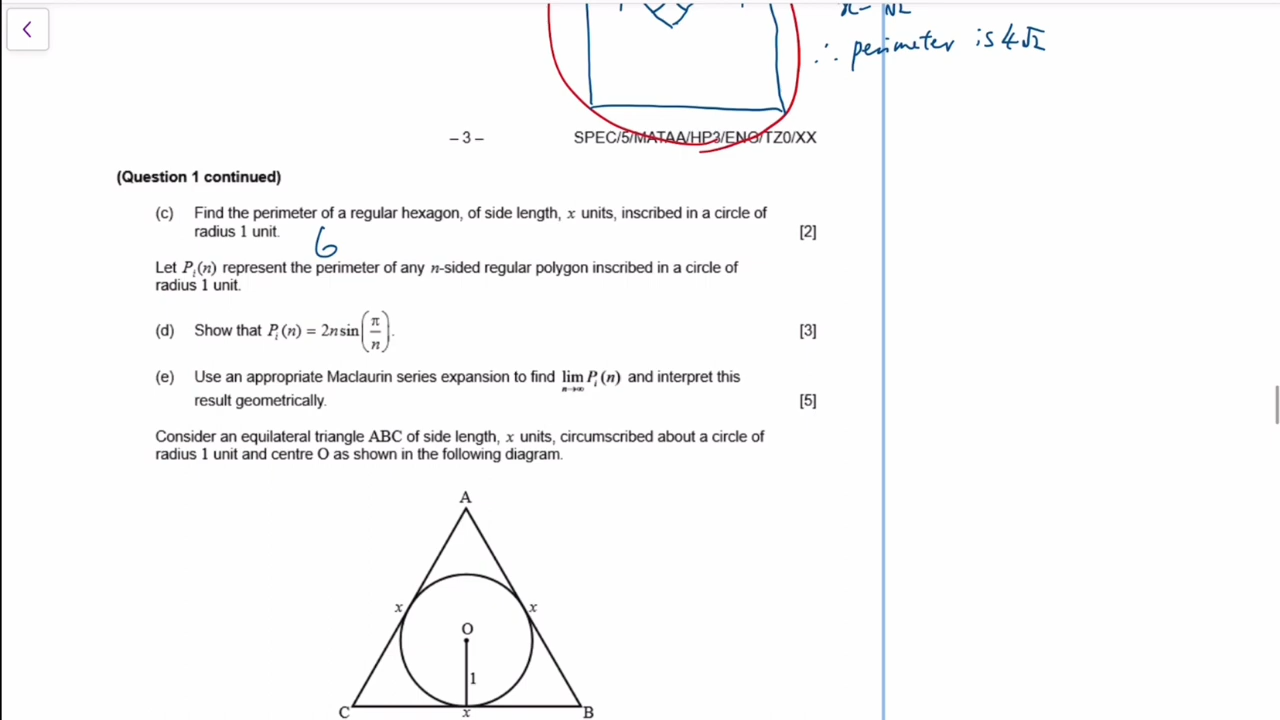 ∴ perimeter is 4√2
– 3 –
SPEC/5/MATAA/HP3/ENG/TZ0/XX
(Question 1 continued)
(c) Find the perimeter of a regular hexagon, of side length, x units, inscribed in a circle of
radius 1 unit.
[2]
6
Let Pᵢ(n) represent the perimeter of any n-sided regular polygon inscribed in a circle of
radius 1 unit.
(d) Show that Pᵢ(n) = 2n sin(π/n).
[3]
(e) Use an appropriate Maclaurin series expansion to find lim n→∞ Pᵢ(n) and interpret this
result geometrically.
[5]
Consider an equilateral triangle ABC of side length, x units, circumscribed about a circle of
radius 1 unit and centre O as shown in the following diagram.
A
x x
O
1
C x B